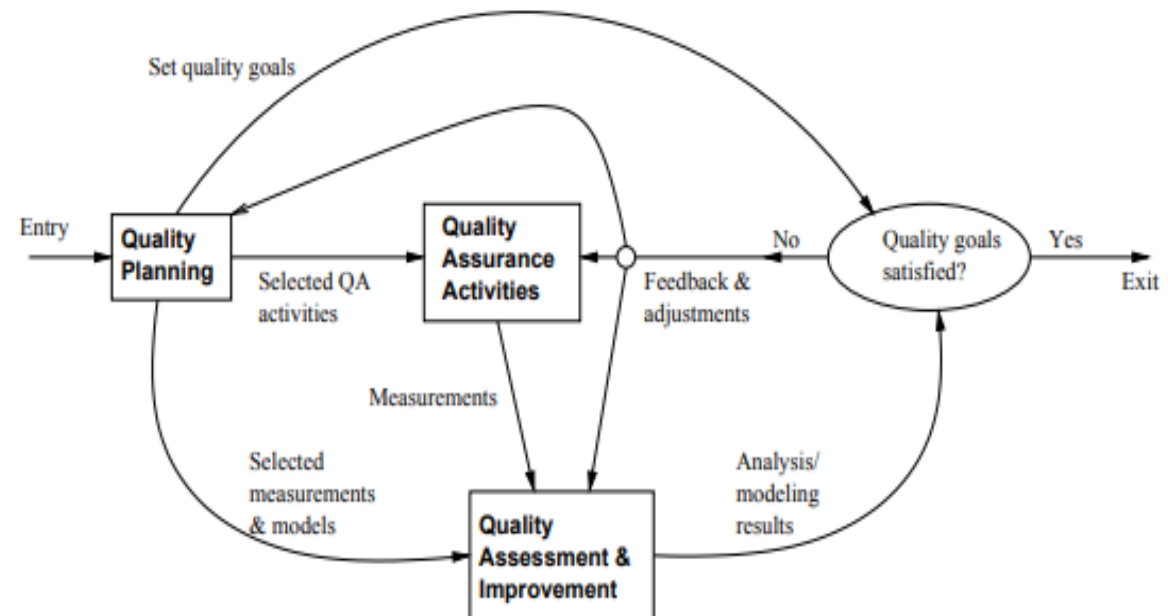 Set quality goals
Entry
Quality
Planning
Selected QA
activities
Quality
Assurance
Activities
No
Feedback &
adjustments
Quality goals
satisfied?
Yes
Exit
Measurements
Selected
measurements
& models
Quality
Assessment &
Improvement
Analysis/
modeling
results